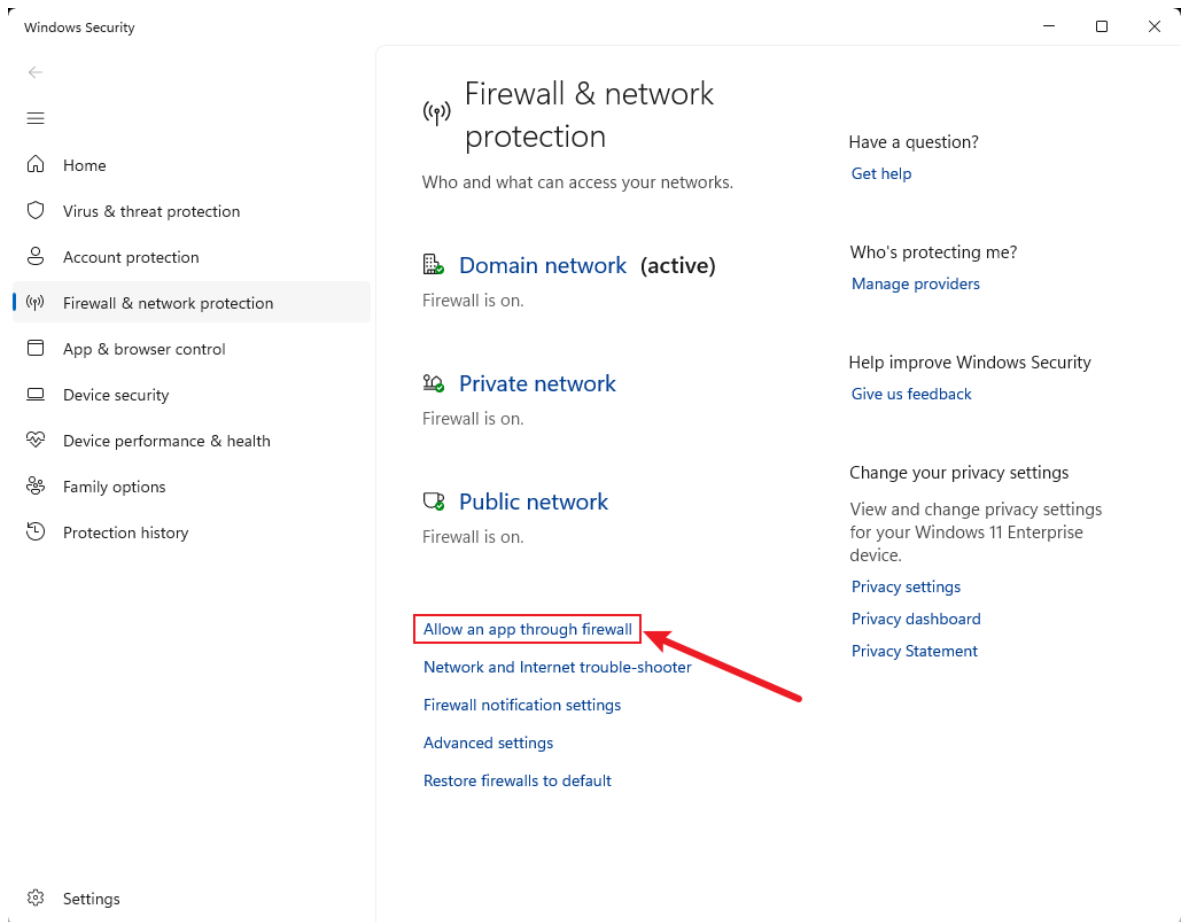 Windows Security
Home
Virus & threat protection
Account protection
Firewall & network protection
App & browser control
Device security
Device performance & health
Family options
Protection history
Settings
Firewall & network
protection
Who and what can access your networks.
Domain network (active)
Firewall is on.
Private network
Firewall is on.
Public network
Firewall is on.
Allow an app through firewall
Network and Internet trouble-shooter
Firewall notification settings
Advanced settings
Restore firewalls to default
Have a question?
Get help
Who's protecting me?
Manage providers
Help improve Windows Security
Give us feedback
Change your privacy settings
View and change privacy settings
for your Windows 11 Enterprise
device.
Privacy settings
Privacy dashboard
Privacy Statement